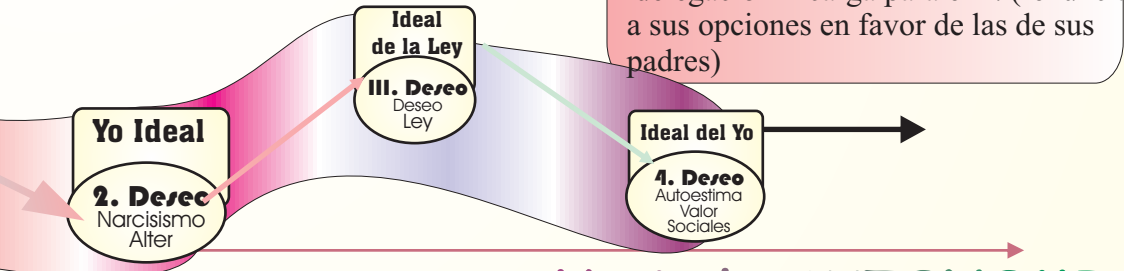 a sus opciones en favor de las de sus
padres)
Ideal
de la Ley
III. Deseo
Deseo
Ley
Yo Ideal
2. Deseo
Narcisismo
Alter
Ideal del Yo
4. Deseo
Autoestima
Valor
Sociales